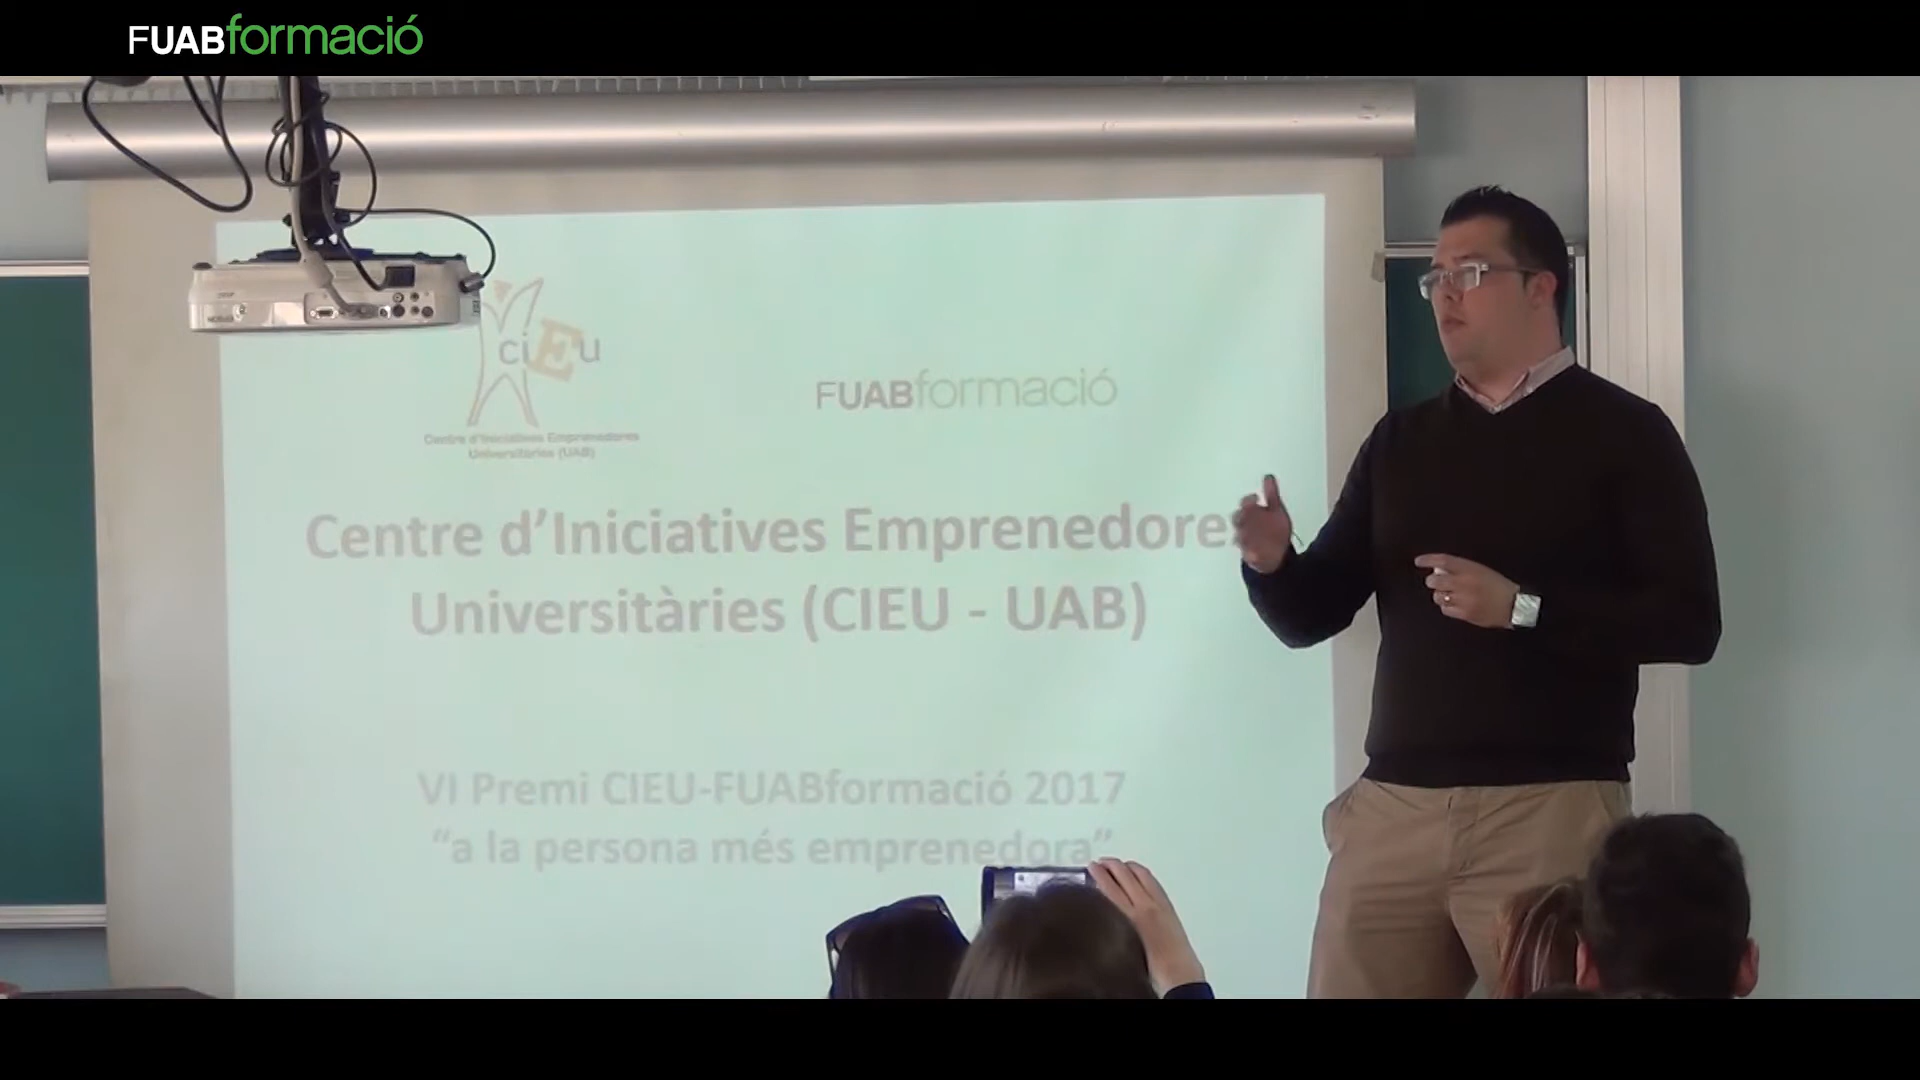 FUABformació
ciEu
Centre d'Iniciatives Emprenedores
Universitàries (UAB)
FUABformació
Centre d'Iniciatives Emprenedores
Universitàries (CIEU - UAB)
VI Premi CIEU-FUABformació 2017
“a la persona més emprenedora”